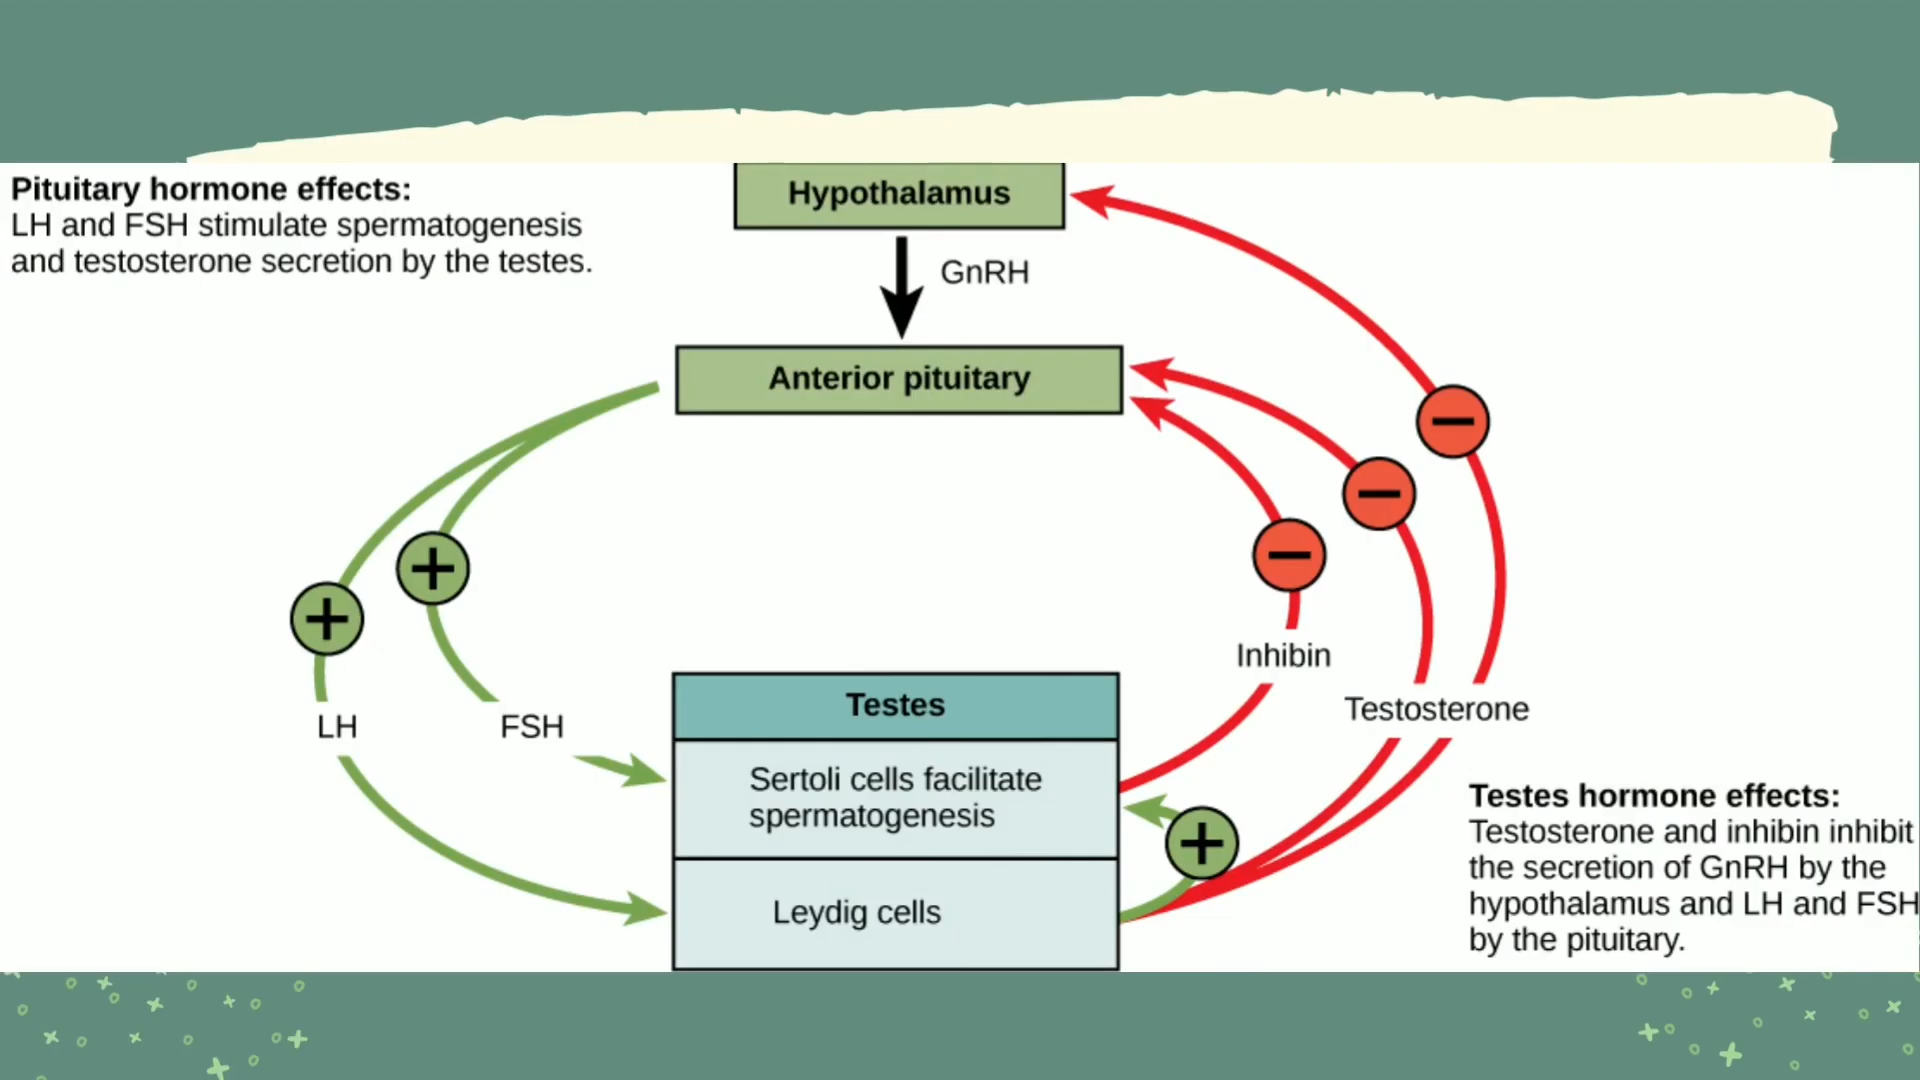 Pituitary hormone effects:
LH and FSH stimulate spermatogenesis
and testosterone secretion by the testes.
Hypothalamus
GnRH
Anterior pituitary
LH
FSH
Inhibin
Testosterone
Testes
Sertoli cells facilitate
spermatogenesis
Leydig cells
Testes hormone effects:
Testosterone and inhibin inhibit
the secretion of GnRH by the
hypothalamus and LH and FSH
by the pituitary.